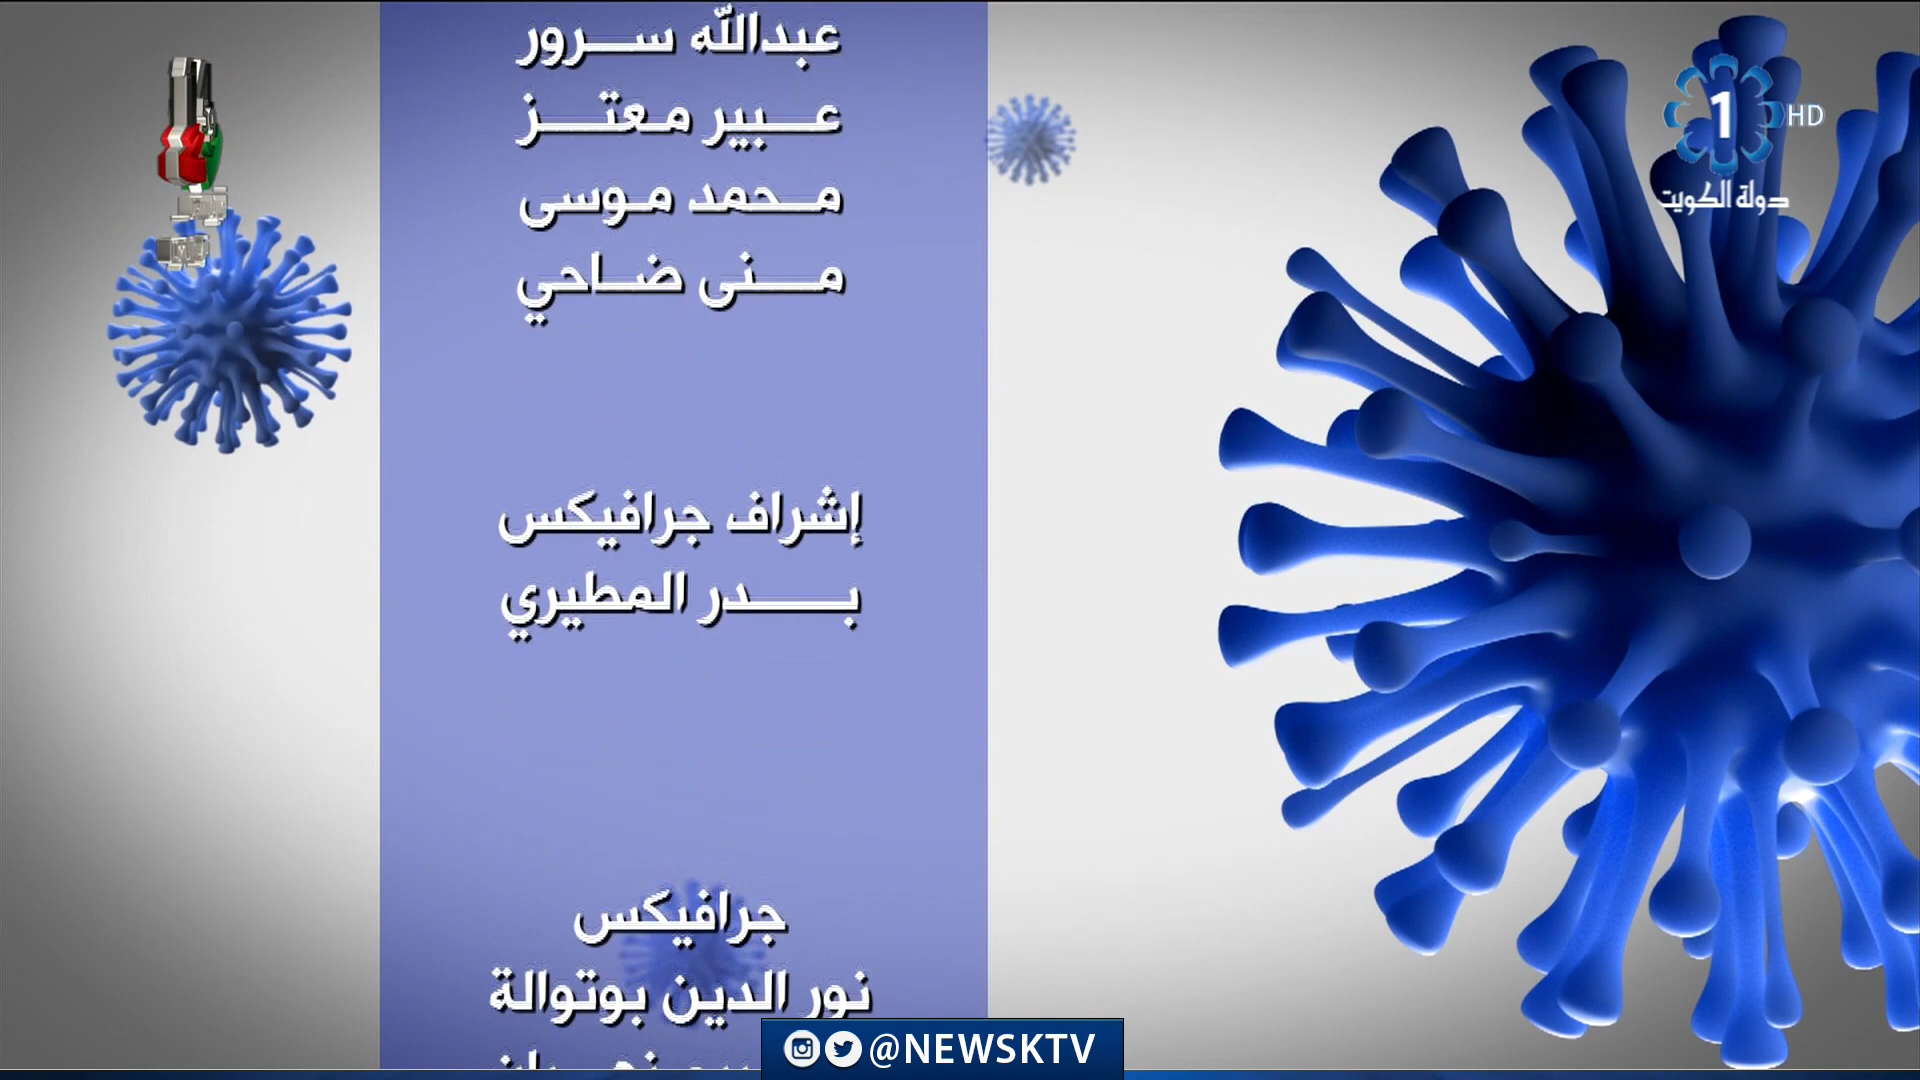 عبدالله سرور
عبير معتز
محمد موسى
منى ضاحي
إشراف جرافيكس
بدر المطيري
جرافيكس
نور الدين بوتوالة
1 HD
دولة الكويت
@NEWSKTV